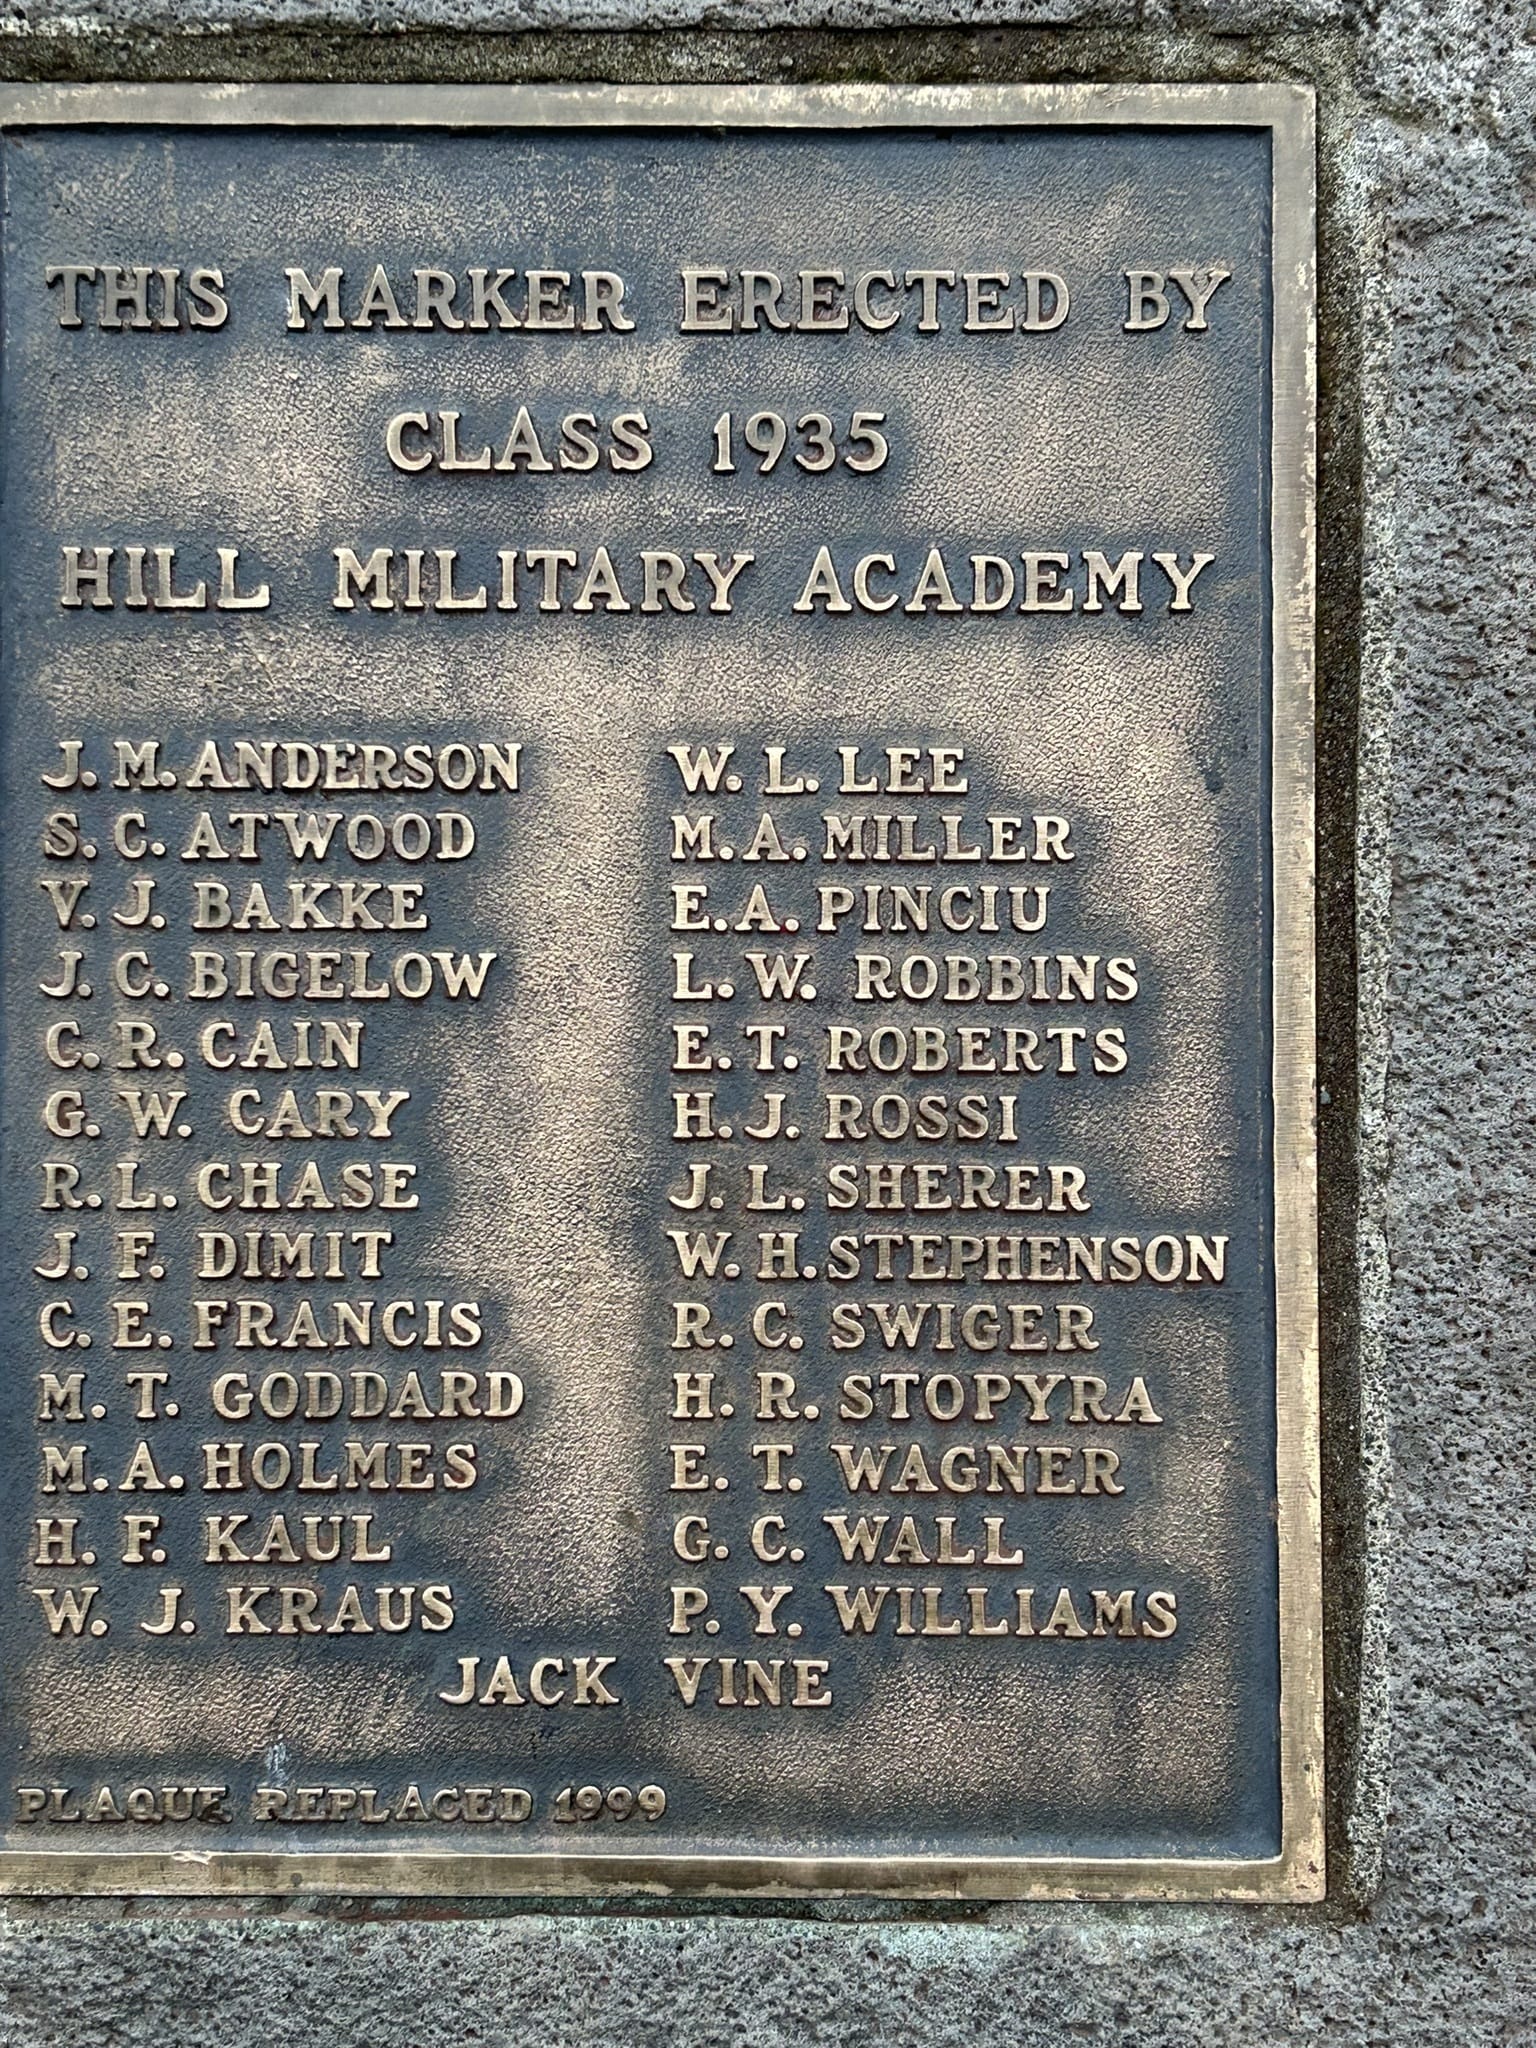 THIS MARKER ERECTED BY
CLASS 1935
HILL MILITARY ACADEMY
J. M. ANDERSON
S. C. ATWOOD
V. J. BAKKE
J. C. BIGELOW
C. R. CAIN
G. W. CARY
R. L. CHASE
J. F. DIMIT
C. E. FRANCIS
M. T. GODDARD
M. A. HOLMES
H. F. KAUL
W. J. KRAUS
W. L. LEE
M. A. MILLER
E. A. PINCIU
L. W. ROBBINS
E. T. ROBERTS
H. J. ROSSI
J. L. SHERER
W. H. STEPHENSON
R. C. SWIGER
H. R. STOPYRA
E. T. WAGNER
G. C. WALL
P. Y. WILLIAMS
JACK VINE
PLAQUE REPLACED 1999